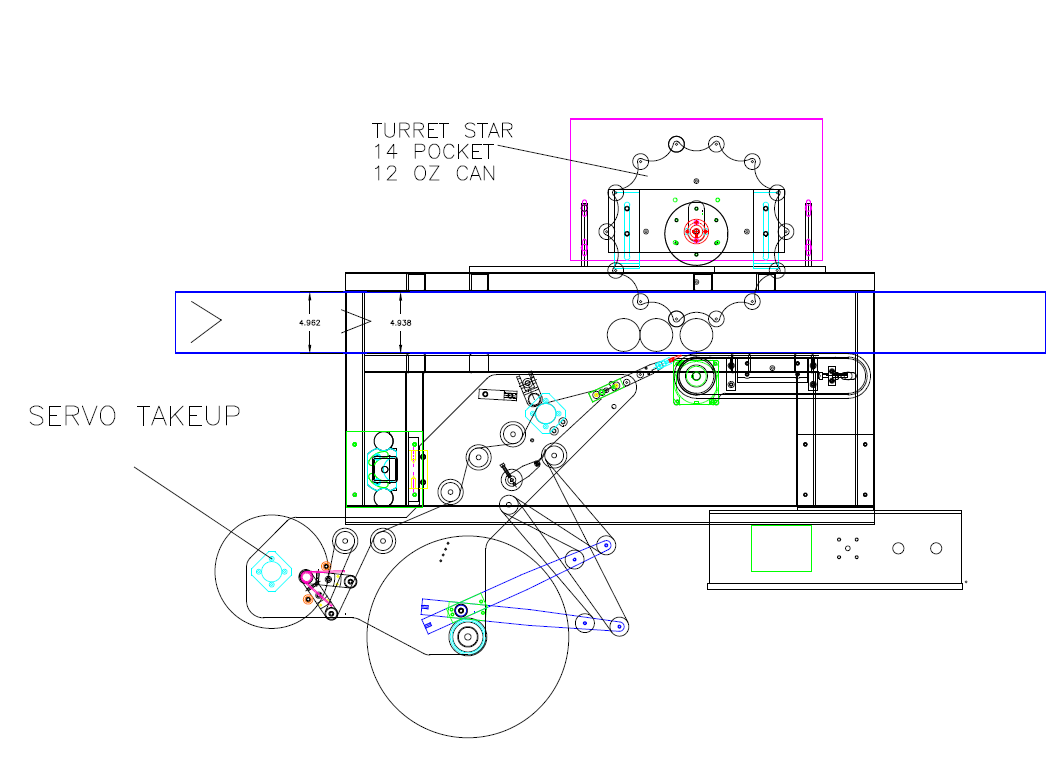 TURRET STAR
14 POCKET
12 OZ CAN
4.962
4.938
SERVO TAKEUP